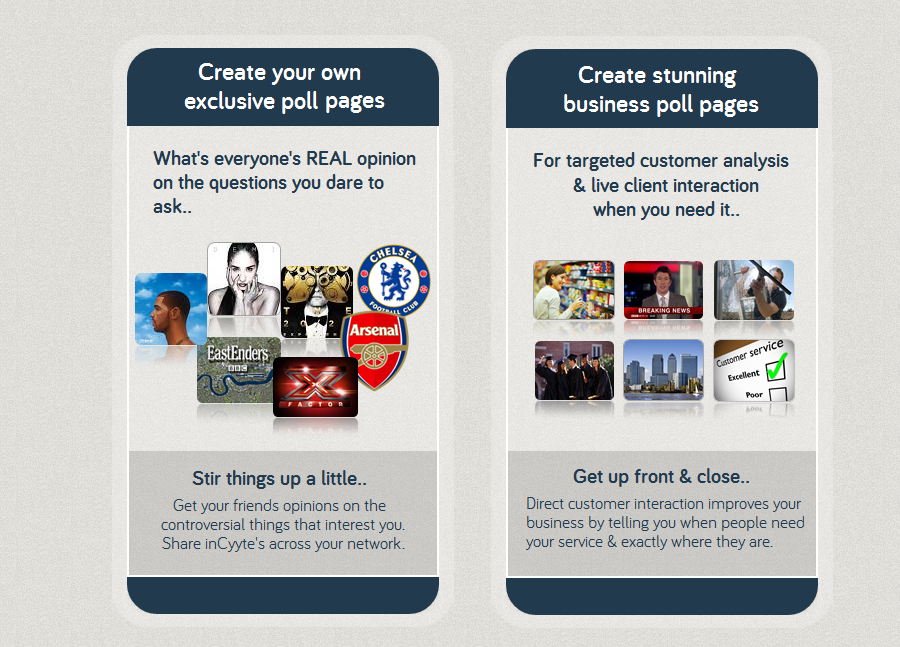 Create your own
exclusive poll pages
What's everyone's REAL opinion
on the questions you dare to
ask..
D E M I
CHELSEA
FOOTBALL CLUB
Arsenal
EastEnders
BBC
X
FACTOR
Stir things up a little..
Get your friends opinions on the
controversial things that interest you.
Share inCyyte's across your network.
Create stunning
business poll pages
For targeted customer analysis
& live client interaction
when you need it..
BREAKING NEWS
Customer service
Excellent
Poor
Get up front & close..
Direct customer interaction improves your
business by telling you when people need
your service & exactly where they are.